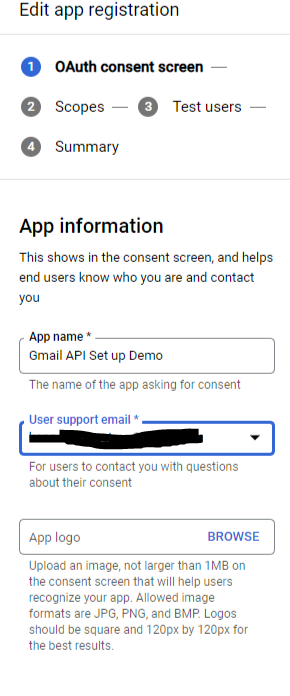 Edit app registration
1 OAuth consent screen
2 Scopes 3 Test users
4 Summary
App information
This shows in the consent screen, and helps
end users know who you are and contact
you
App name *
Gmail API Set up Demo
The name of the app asking for consent
User support email *
For users to contact you with questions
about their consent
App logo BROWSE
Upload an image, not larger than 1MB on
the consent screen that will help users
recognize your app. Allowed image
formats are JPG, PNG, and BMP. Logos
should be square and 120px by 120px for
the best results.